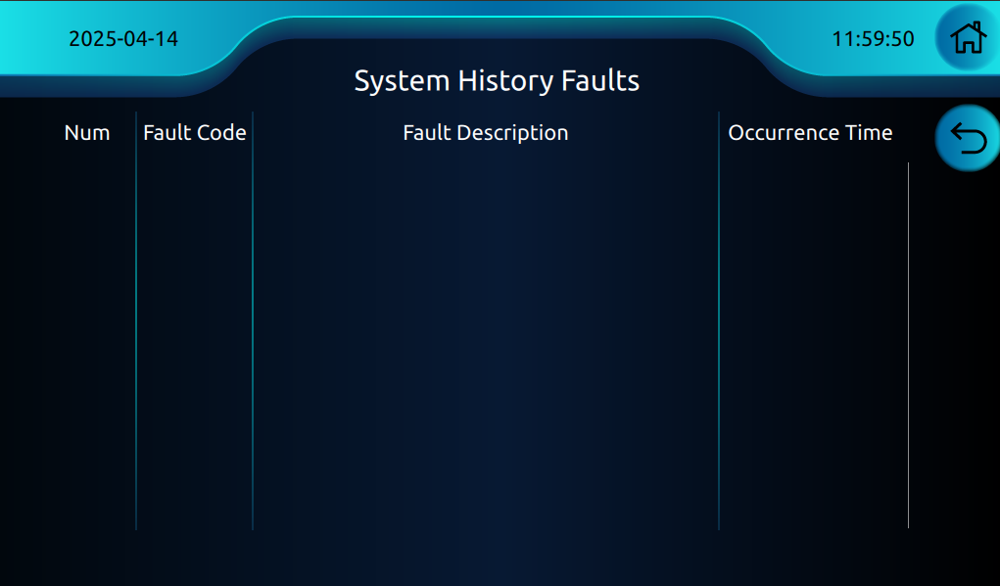 2025-04-14
11:59:50
System History Faults
Num
Fault Code
Fault Description
Occurrence Time